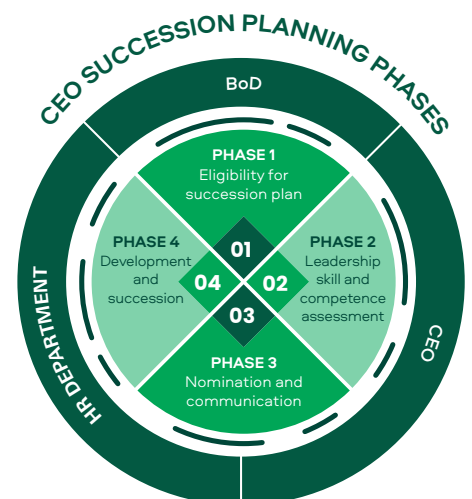 CEO SUCCESSION PLANNING PHASES
BoD
PHASE 1
Eligibility for
succession plan
01
PHASE 4
Development
and
succession
04
02
PHASE 2
Leadership
skill and
competence
assessment
03
PHASE 3
Nomination and
communication
HR DEPARTMENT
CEO